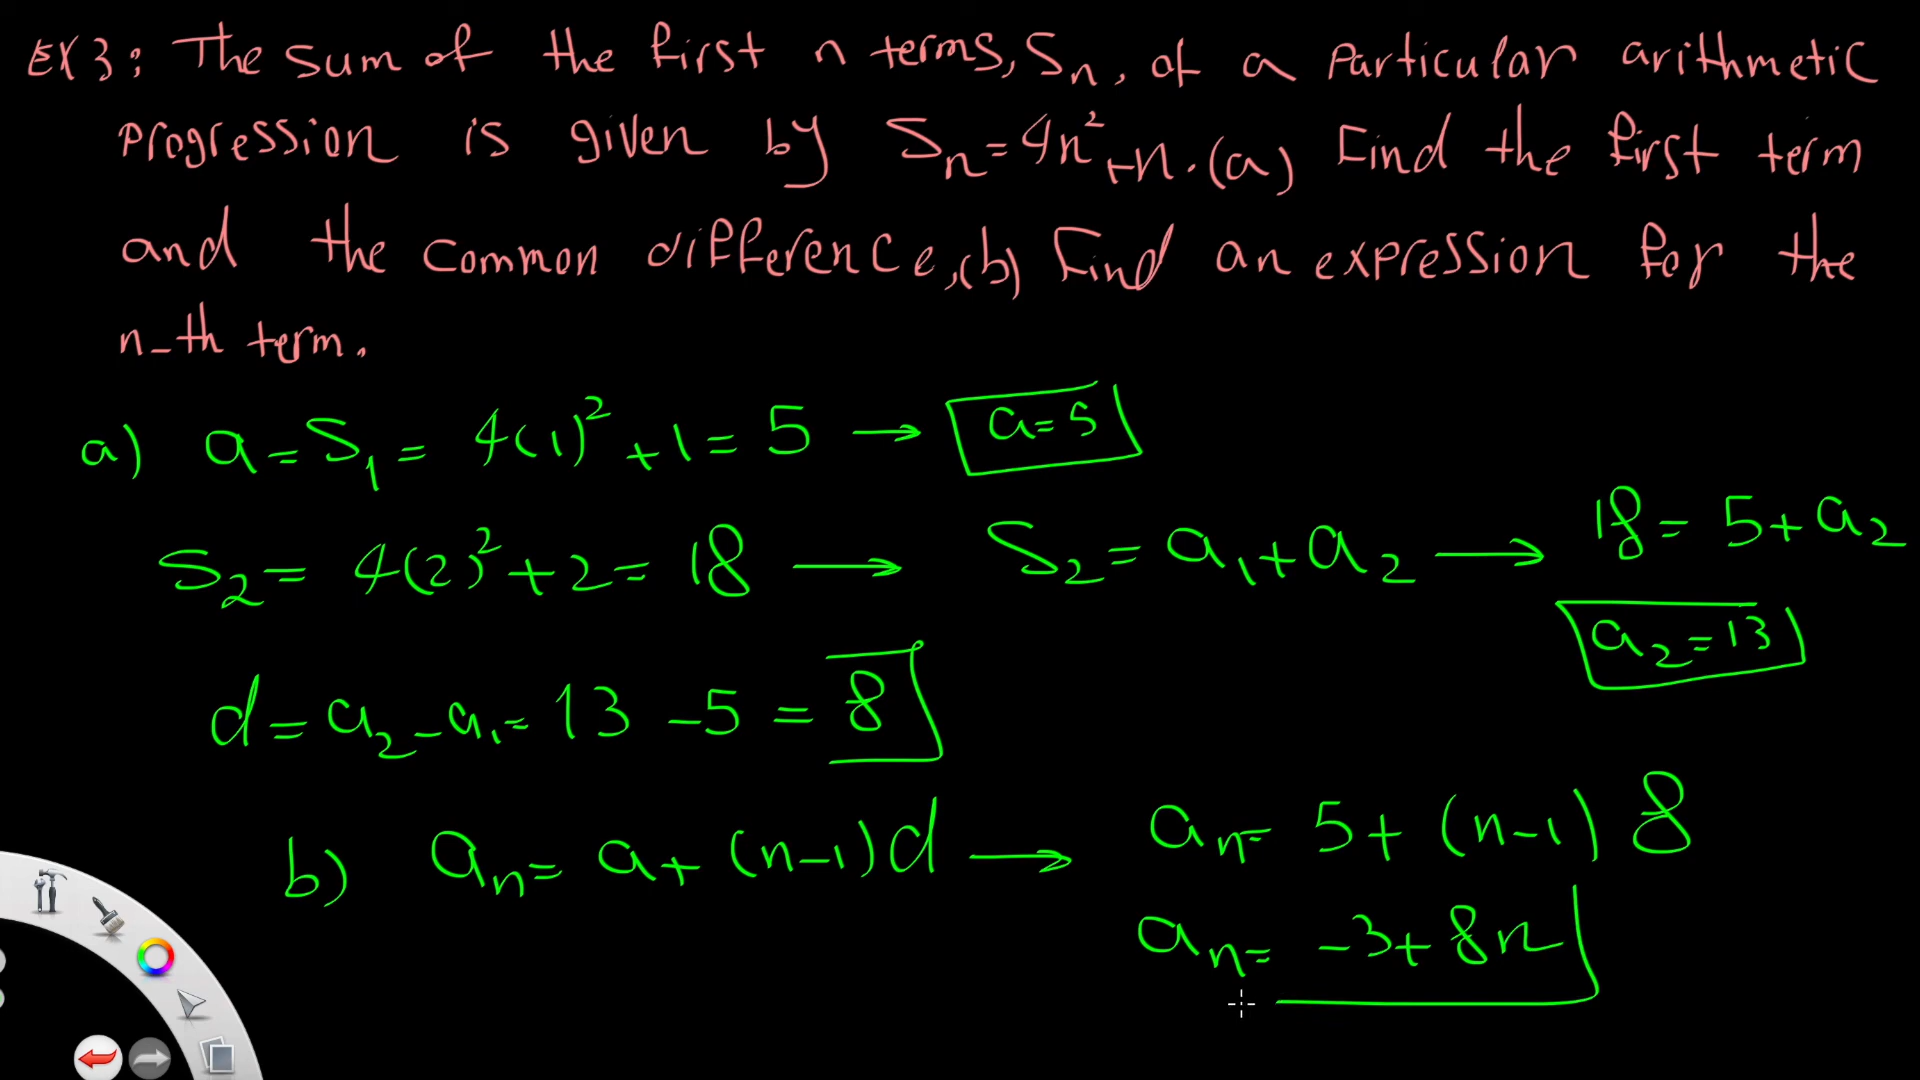 EX3: The sum of the first n terms, Sₙ, of a particular arithmetic
progression is given by Sₙ=4n²+n. (a) Find the first term
and the common difference, (b) Find an expression for the
n-th term.
a) a=S₁= 4(1)²+1=5 → a=5
S₂= 4(2)²+2=18 → S₂=a₁+a₂ → 18=5+a₂
a₂=13
d=a₂-a₁=13-5=8
b) aₙ= a+(n-1)d → aₙ= 5+(n-1)8
aₙ= -3+8n